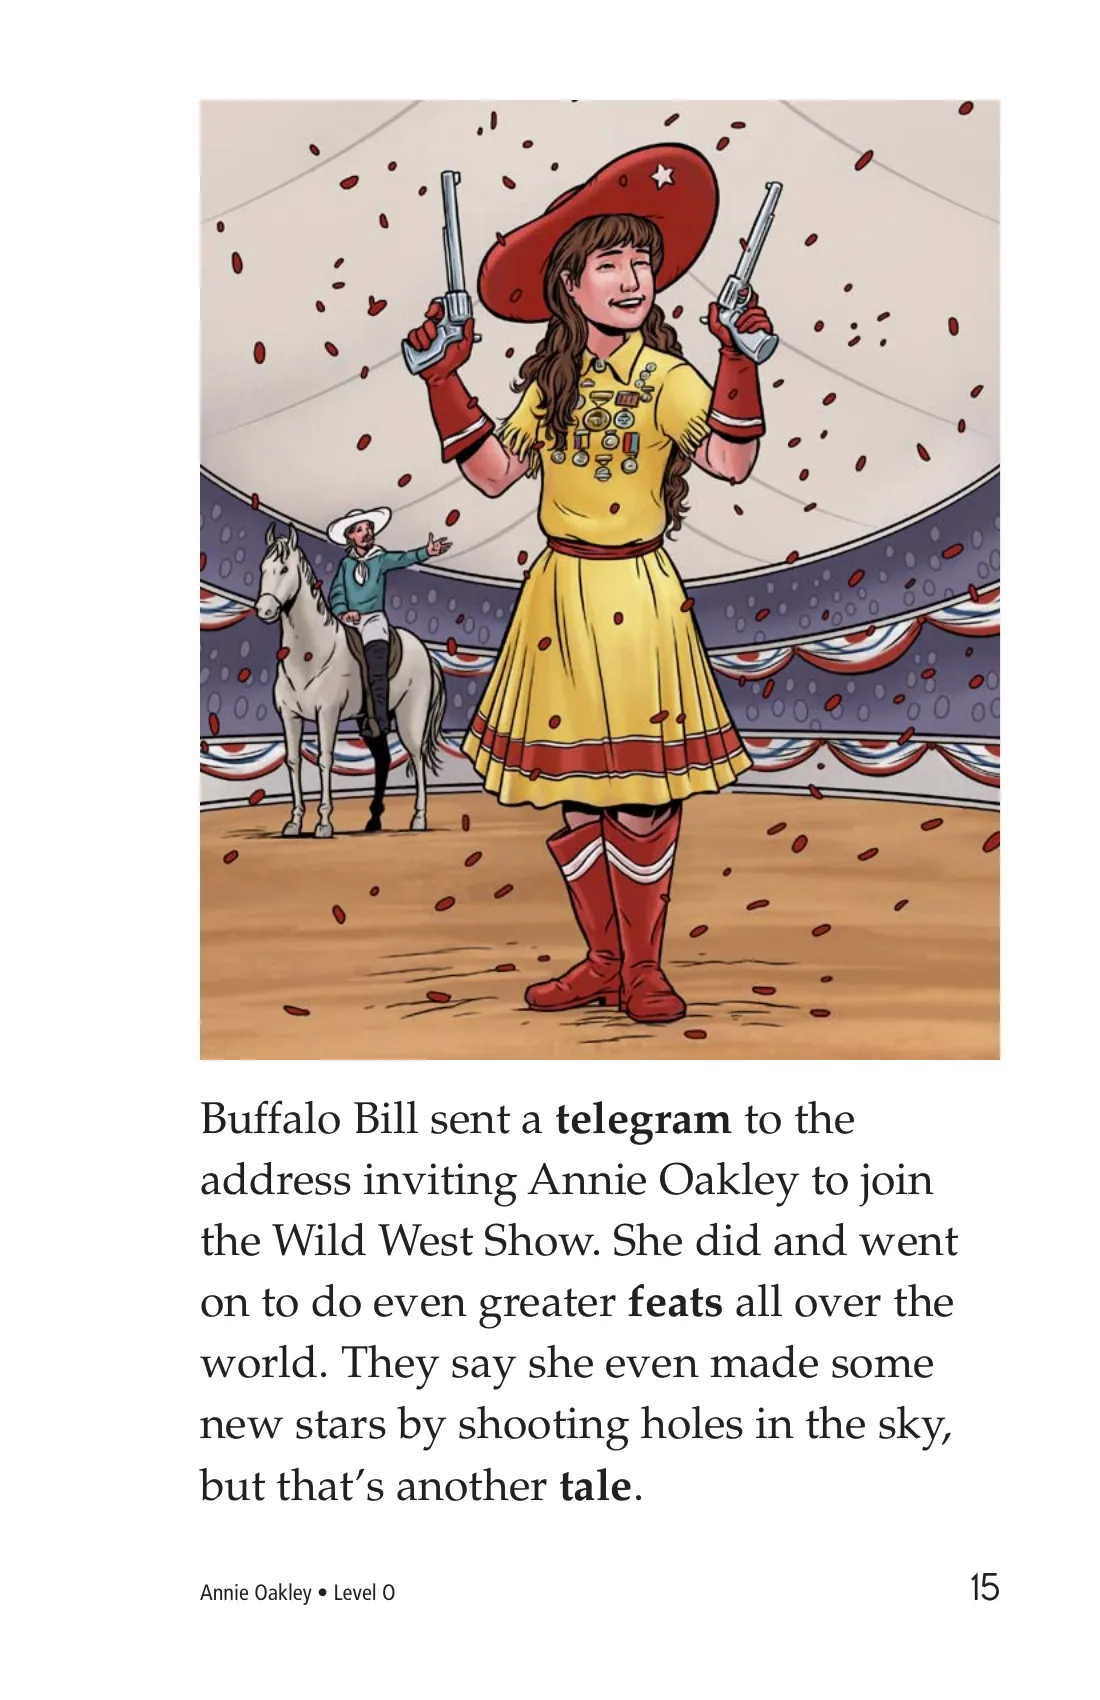 Buffalo Bill sent a telegram to the
address inviting Annie Oakley to join
the Wild West Show. She did and went
on to do even greater feats all over the
world. They say she even made some
new stars by shooting holes in the sky,
but that’s another tale.
Annie Oakley • Level O
15